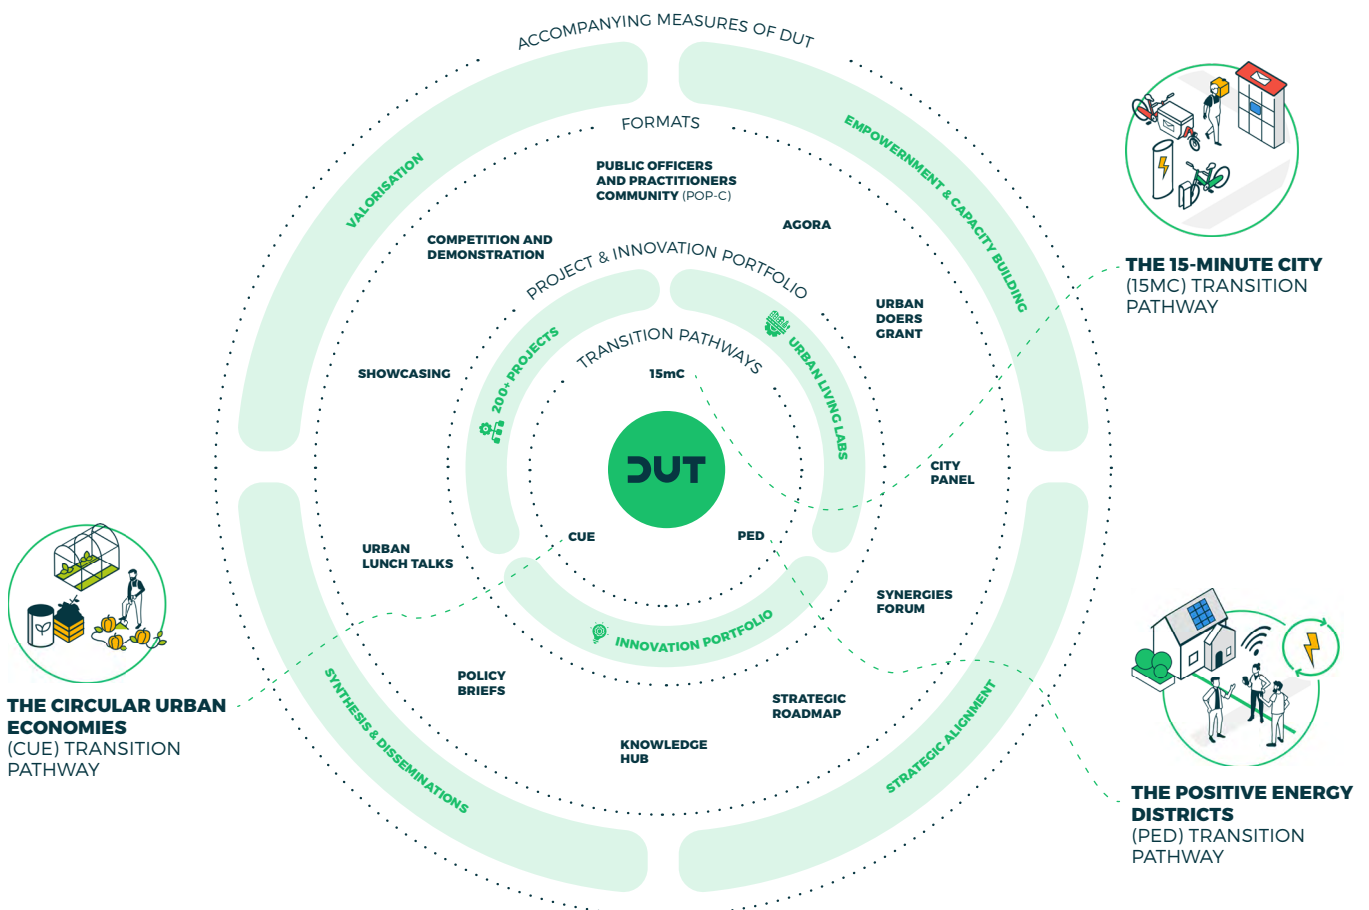 ACCOMPANYING MEASURES OF DUT
VALORISATION
EMPOWERNMENT & CAPACITY BUILDING
FORMATS
PUBLIC OFFICERS
AND PRACTITIONERS
COMMUNITY (POP-C)
AGORA
COMPETITION AND
DEMONSTRATION
PROJECT & INNOVATION PORTFOLIO
URBAN
DOERS
GRANT
THE 15-MINUTE CITY
(15MC) TRANSITION
PATHWAY
200+ PROJECTS
URBAN LIVING LABS
TRANSITION PATHWAYS
15mC
SHOWCASING
DUT
CITY
PANEL
CUE
PED
URBAN
LUNCH TALKS
SYNERGIES
FORUM
INNOVATION PORTFOLIO
POLICY
BRIEFS
STRATEGIC
ROADMAP
KNOWLEDGE
HUB
SYNTHESIS & DISSEMINATIONS
STRATEGIC ALIGNMENT
THE CIRCULAR URBAN
ECONOMIES
(CUE) TRANSITION
PATHWAY
THE POSITIVE ENERGY
DISTRICTS
(PED) TRANSITION
PATHWAY